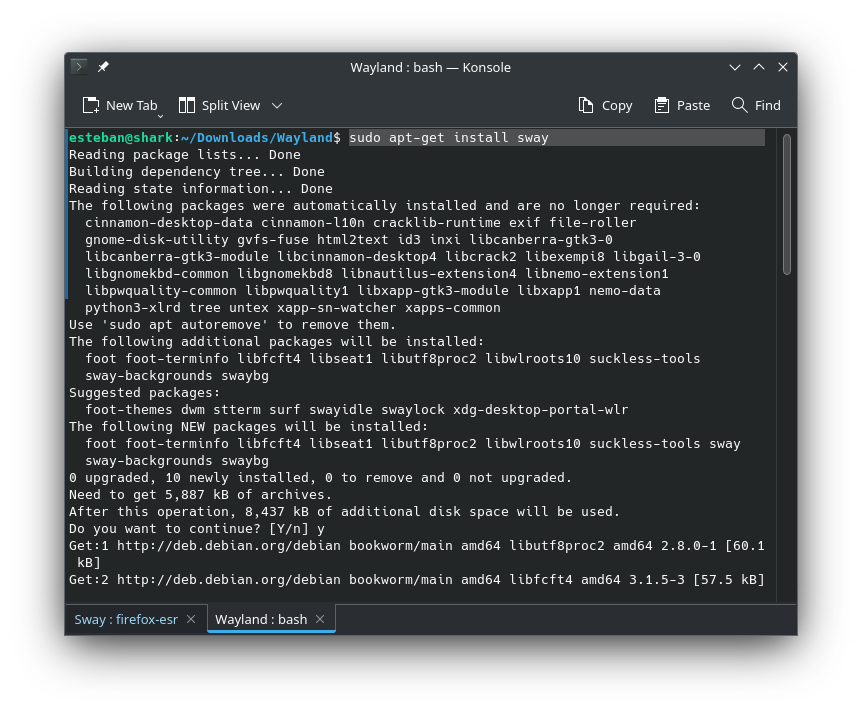 Wayland : bash — Konsole
New Tab Split View Copy Paste Find
esteban@shark:~/Downloads/Wayland$ sudo apt-get install sway
Reading package lists... Done
Building dependency tree... Done
Reading state information... Done
The following packages were automatically installed and are no longer required:
  cinnamon-desktop-data cinnamon-l10n cracklib-runtime exif file-roller
  gnome-disk-utility gvfs-fuse html2text id3 inxi libcanberra-gtk3-0
  libcanberra-gtk3-module libcinnamon-desktop4 libcrack2 libexempi8 libgail-3-0
  libgnomekbd-common libgnomekbd8 libnautilus-extension4 libnemo-extension1
  libpwquality-common libpwquality1 libxapp-gtk3-module libxapp1 nemo-data
  python3-xlrd tree untex xapp-sn-watcher xapps-common
Use 'sudo apt autoremove' to remove them.
The following additional packages will be installed:
  foot foot-terminfo libfcft4 libseat1 libutf8proc2 libwlroots10 suckless-tools
  sway-backgrounds swaybg
Suggested packages:
  foot-themes dwm stterm surf swayidle swaylock xdg-desktop-portal-wlr
The following NEW packages will be installed:
  foot foot-terminfo libfcft4 libseat1 libutf8proc2 libwlroots10 suckless-tools sway
  sway-backgrounds swaybg
0 upgraded, 10 newly installed, 0 to remove and 0 not upgraded.
Need to get 5,887 kB of archives.
After this operation, 8,437 kB of additional disk space will be used.
Do you want to continue? [Y/n] y
Get:1 http://deb.debian.org/debian bookworm/main amd64 libutf8proc2 amd64 2.8.0-1 [60.1
 kB]
Get:2 http://deb.debian.org/debian bookworm/main amd64 libfcft4 amd64 3.1.5-3 [57.5 kB]
Sway : firefox-esr Wayland : bash